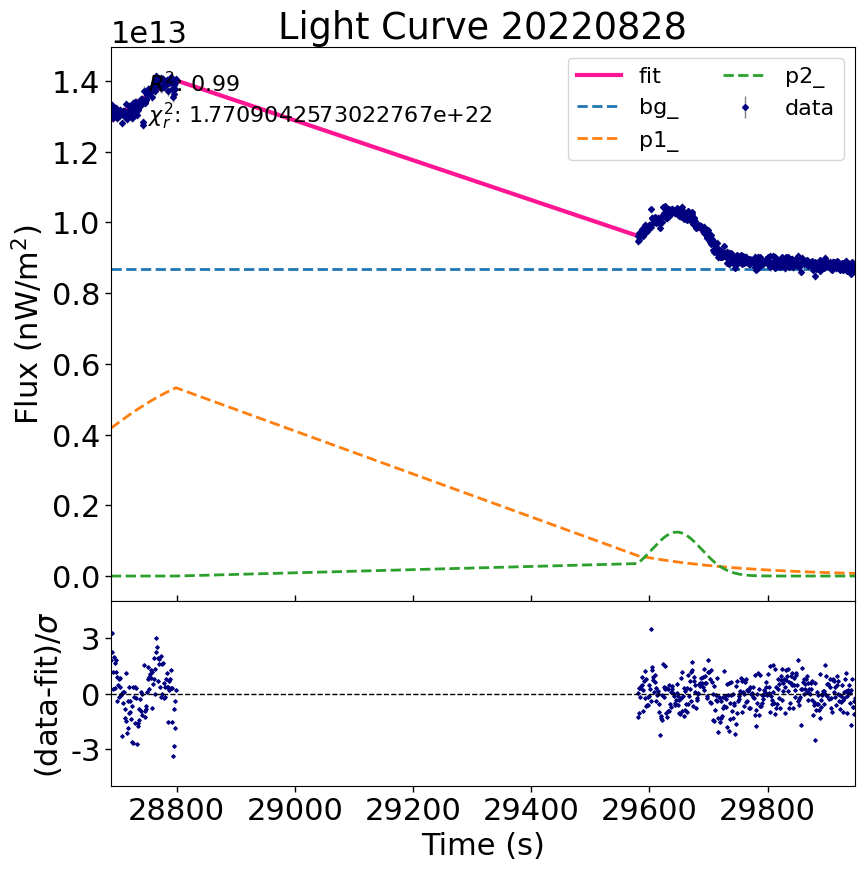 Light Curve 20220828
1e13
R²: 0.99
χ²ᵣ: 1.7709042573022767e+22
fit
bg_
p1_
p2_
data
Flux (nW/m²)
1.4
1.2
1.0
0.8
0.6
0.4
0.2
0.0
(data-fit)/σ
3
0
-3
28800 29000 29200 29400 29600 29800
Time (s)